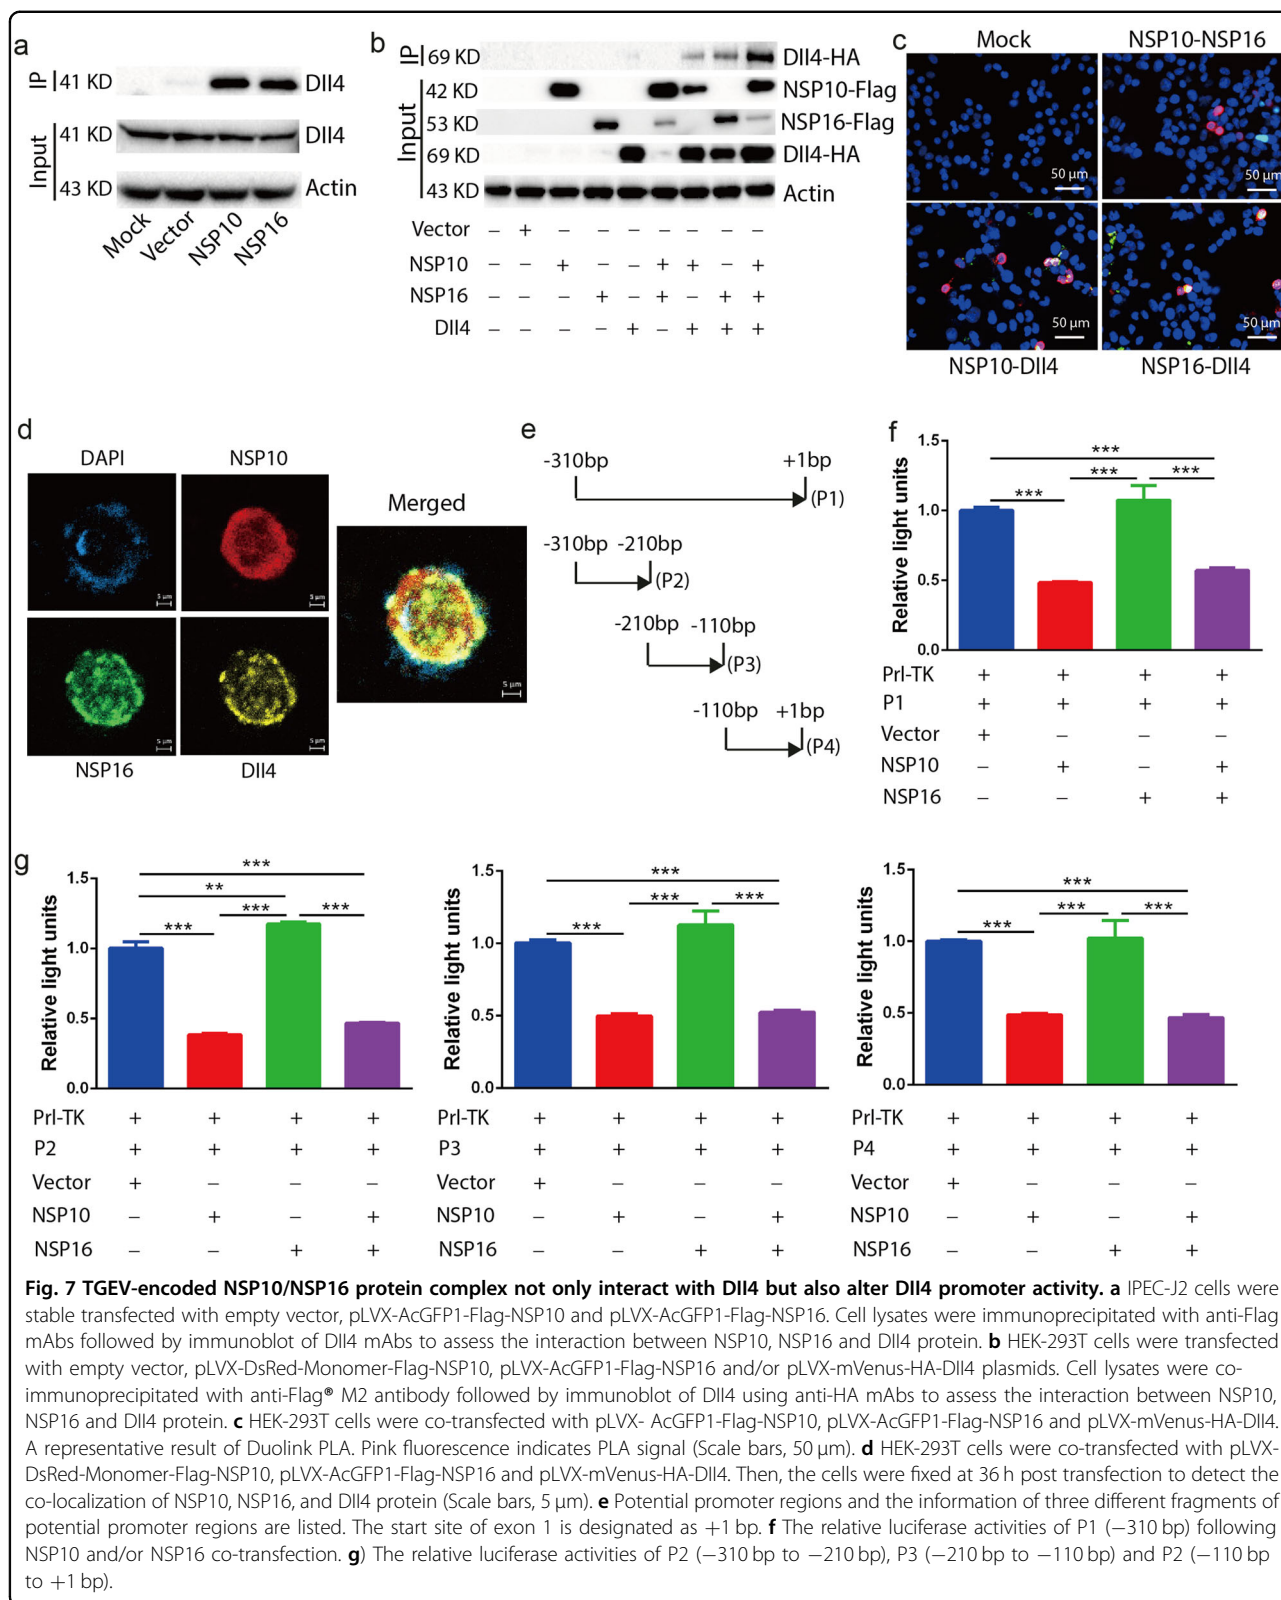 a
IP 41 KD Dll4
Input
41 KD Dll4
43 KD Actin
Mock Vector NSP10 NSP16
b
IP 69 KD Dll4-HA
Input
42 KD NSP10-Flag
53 KD NSP16-Flag
69 KD Dll4-HA
43 KD Actin
Vector – + – – – – – – –
NSP10 – – + – – + + – +
NSP16 – – – + – + – + +
Dll4 – – – – + – + + +
c
Mock NSP10-NSP16
50 μm 50 μm
50 μm 50 μm
NSP10-Dll4 NSP16-Dll4
d
DAPI NSP10
Merged
5 μm 5 μm
5 μm
5 μm 5 μm
NSP16 Dll4
e
-310bp +1bp
(P1)
-310bp -210bp
(P2)
-210bp -110bp
(P3)
-110bp +1bp
(P4)
f
Relative light units
1.5
1.0
0.5
0.0
***
*** ***
***
Prl-TK + + + +
P1 + + + +
Vector + – – –
NSP10 – + – +
NSP16 – – + +
g
Relative light units
1.5
1.0
0.5
0.0
***
**
*** ***
***
Prl-TK + + + +
P2 + + + +
Vector + – – –
NSP10 – + – +
NSP16 – – + +
Relative light units
1.5
1.0
0.5
0.0
***
*** ***
***
Prl-TK + + + +
P3 + + + +
Vector + – – –
NSP10 – + – +
NSP16 – – + +
Relative light units
1.5
1.0
0.5
0.0
***
*** ***
***
Prl-TK + + + +
P4 + + + +
Vector + – – –
NSP10 – + – +
NSP16 – – + +
Fig. 7 TGEV-encoded NSP10/NSP16 protein complex not only interact with Dll4 but also alter Dll4 promoter activity. a IPEC-J2 cells were
stable transfected with empty vector, pLVX-AcGFP1-Flag-NSP10 and pLVX-AcGFP1-Flag-NSP16. Cell lysates were immunoprecipitated with anti-Flag
mAbs followed by immunoblot of Dll4 mAbs to assess the interaction between NSP10, NSP16 and Dll4 protein. b HEK-293T cells were transfected
with empty vector, pLVX-DsRed-Monomer-Flag-NSP10, pLVX-AcGFP1-Flag-NSP16 and/or pLVX-mVenus-HA-Dll4 plasmids. Cell lysates were co-
immunoprecipitated with anti-Flag® M2 antibody followed by immunoblot of Dll4 using anti-HA mAbs to assess the interaction between NSP10,
NSP16 and Dll4 protein. c HEK-293T cells were co-transfected with pLVX- AcGFP1-Flag-NSP10, pLVX-AcGFP1-Flag-NSP16 and pLVX-mVenus-HA-Dll4.
A representative result of Duolink PLA. Pink fluorescence indicates PLA signal (Scale bars, 50 μm). d HEK-293T cells were co-transfected with pLVX-
DsRed-Monomer-Flag-NSP10, pLVX-AcGFP1-Flag-NSP16 and pLVX-mVenus-HA-Dll4. Then, the cells were fixed at 36 h post transfection to detect the
co-localization of NSP10, NSP16, and Dll4 protein (Scale bars, 5 μm). e Potential promoter regions and the information of three different fragments of
potential promoter regions are listed. The start site of exon 1 is designated as +1 bp. f The relative luciferase activities of P1 (−310 bp) following
NSP10 and/or NSP16 co-transfection. g) The relative luciferase activities of P2 (−310 bp to −210 bp), P3 (−210 bp to −110 bp) and P2 (−110 bp
to +1 bp).